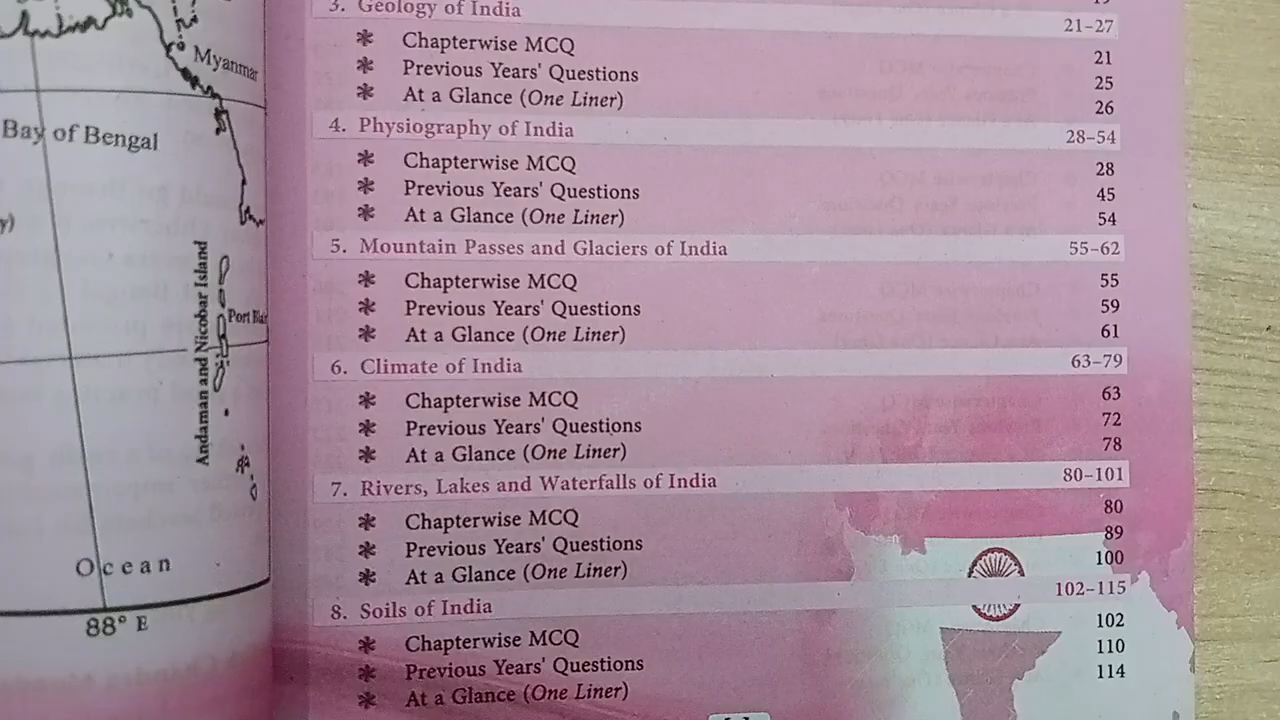 Myanmar
Bay of Bengal
Andaman and Nicobar Island
Ocean
88° E
3. Geology of India 21-27
* Chapterwise MCQ 21
* Previous Years' Questions 25
* At a Glance (One Liner) 26
4. Physiography of India 28-54
* Chapterwise MCQ 28
* Previous Years' Questions 45
* At a Glance (One Liner) 54
5. Mountain Passes and Glaciers of India 55-62
* Chapterwise MCQ 55
* Previous Years' Questions 59
* At a Glance (One Liner) 61
6. Climate of India 63-79
* Chapterwise MCQ 63
* Previous Years' Questions 72
* At a Glance (One Liner) 78
7. Rivers, Lakes and Waterfalls of India 80-101
* Chapterwise MCQ 80
* Previous Years' Questions 89
* At a Glance (One Liner) 100
8. Soils of India 102-115
* Chapterwise MCQ 102
* Previous Years' Questions 110
* At a Glance (One Liner) 114